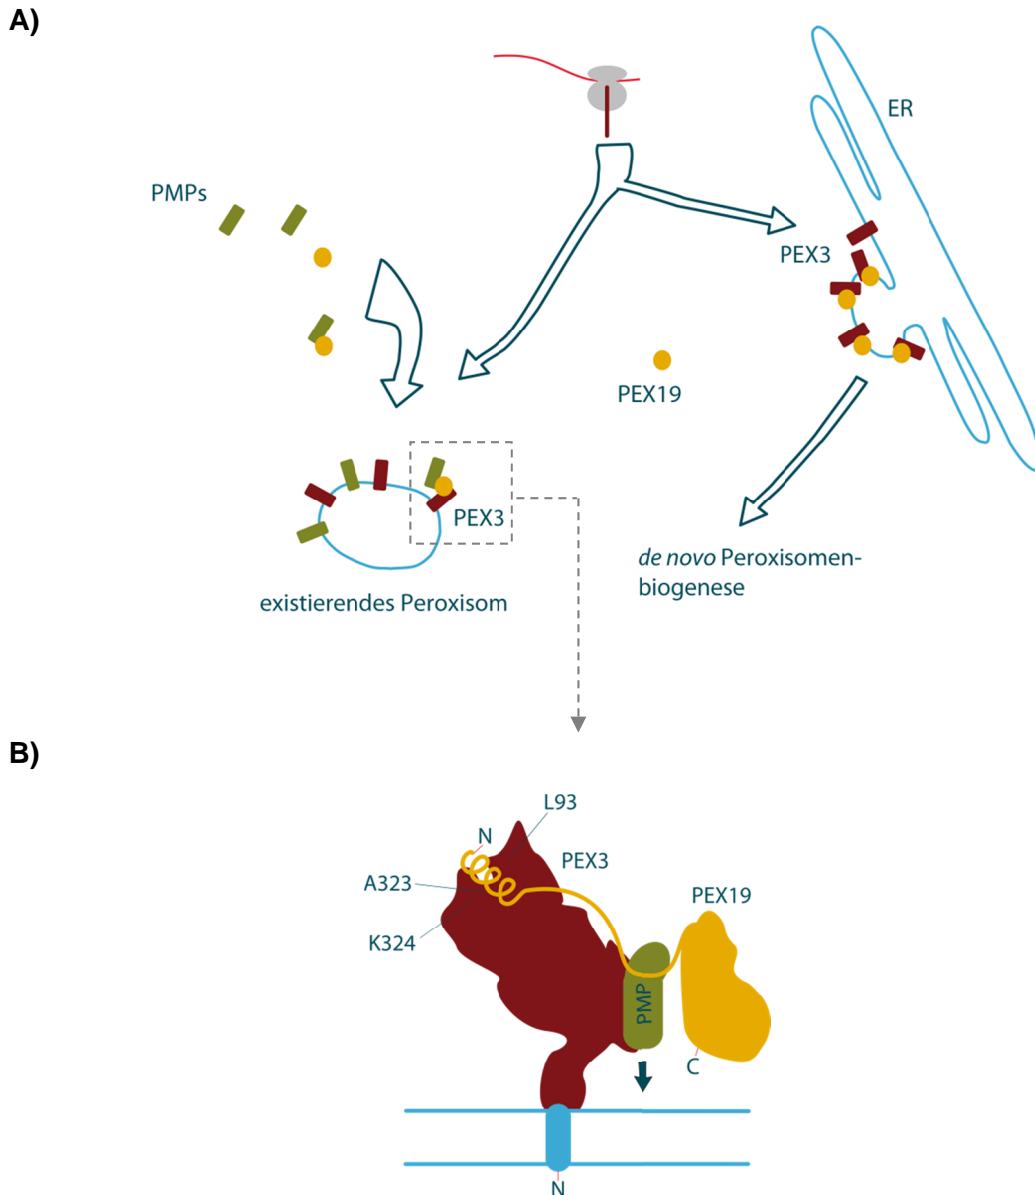 A)
ER
PMPs
PEX3
PEX19
PEX3
de novo Peroxisomen-
biogenese
existierendes Peroxisom
B)
L93
N
PEX3
A323
PEX19
K324
PMP
C
N